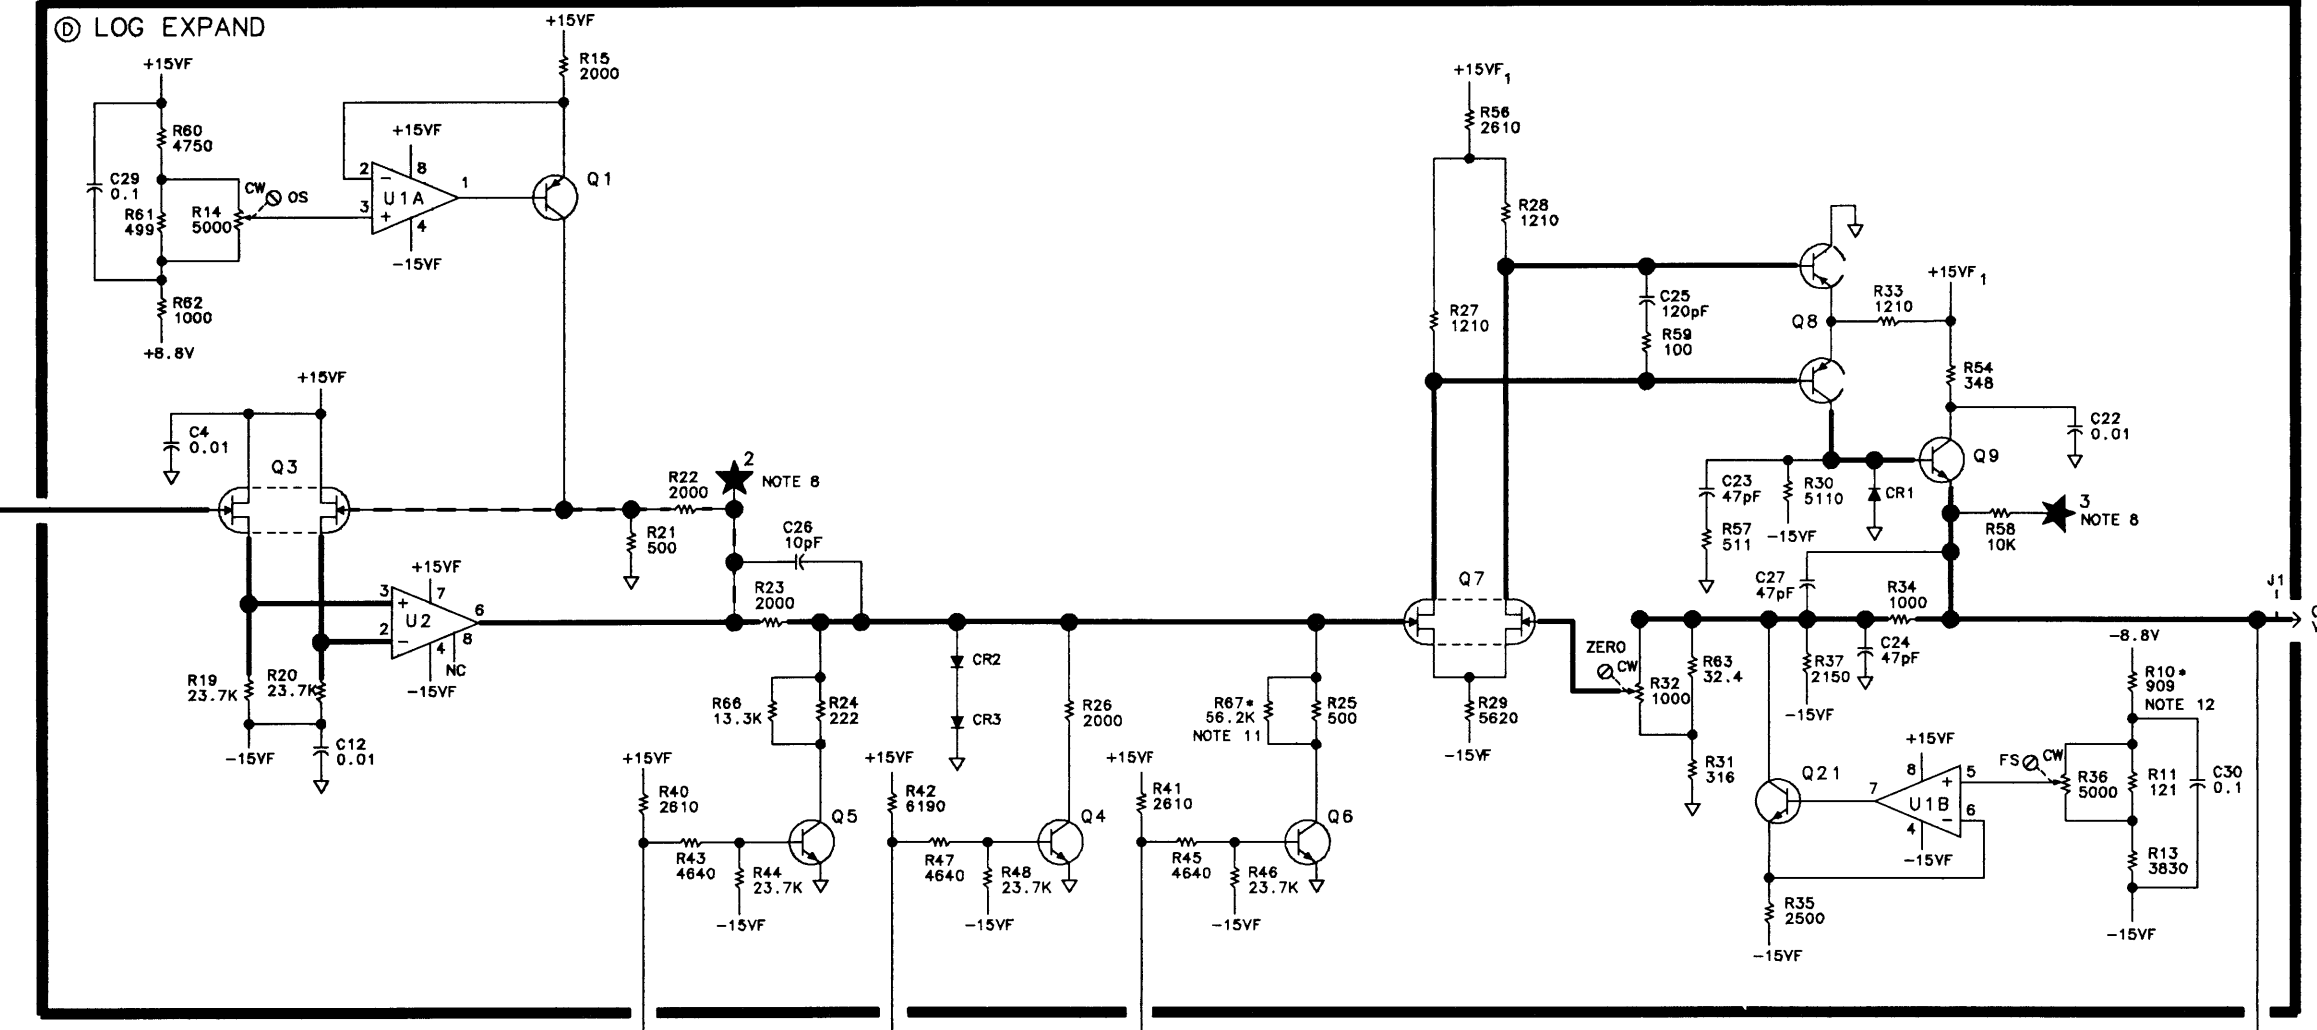 D LOG EXPAND
+15VF
R15
2000
+15VF
R60
4750
C29
0.1
R61
499
R14
5000
CW
OS
R62
1000
+8.8V
+15VF
2
8
1
U1A
3
4
-15VF
Q1
+15VF
C4
0.01
Q3
R19
23.7K
R20
23.7K
-15VF
C12
0.01
+15VF
3
7
U2
6
2
8
4
NC
-15VF
R21
500
R22
2000
2
NOTE 8
C26
10pF
R23
2000
R66
13.3K
R24
222
CR2
CR3
R26
2000
R67*
56.2K
NOTE 11
R25
500
+15VF
R40
2610
R43
4640
R44
23.7K
-15VF
Q5
+15VF
R42
6190
R47
4640
R48
23.7K
-15VF
Q4
+15VF
R41
2610
R45
4640
R46
23.7K
-15VF
Q6
+15VF1
R56
2610
R28
1210
R27
1210
C25
120pF
R59
100
Q8
R33
1210
+15VF1
R54
348
C22
0.01
Q9
C23
47pF
R57
511
R30
5110
-15VF
CR1
3
NOTE 8
R58
10K
Q7
R29
5620
-15VF
ZERO
CW
R32
1000
R63
32.4
R31
316
C27
47pF
R34
1000
R37
2150
-15VF
C24
47pF
J1
-8.8V
R10*
909
NOTE 12
Q21
+15VF
8
5
7
U1B
6
4
-15VF
FS
CW
R36
5000
R11
121
C30
0.1
R13
3830
-15VF
R35
2500
-15VF